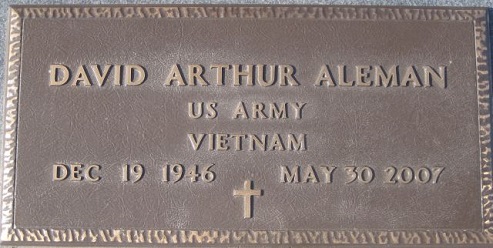 DAVID ARTHUR ALEMAN
US ARMY
VIETNAM
DEC 19 1946 MAY 30 2007